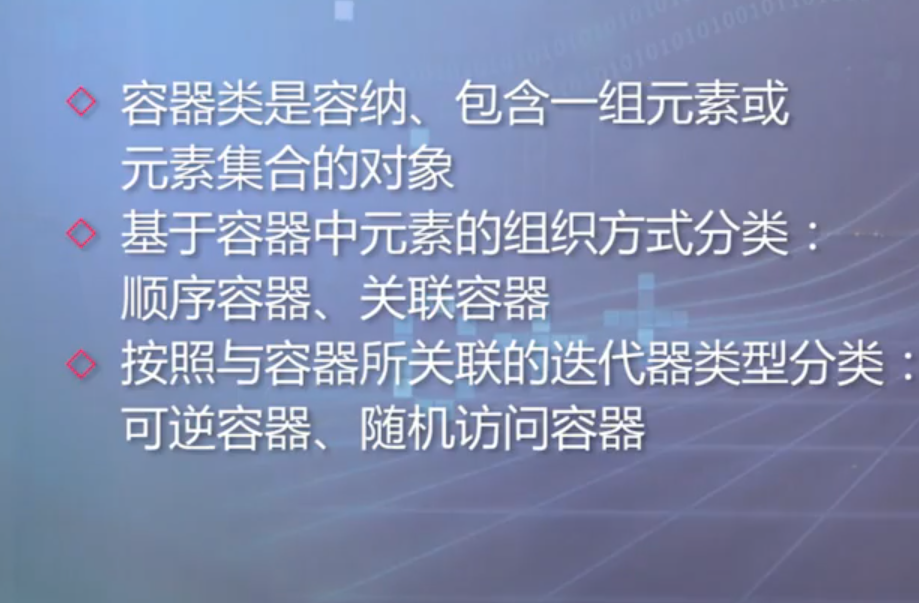 容器类是容纳、包含一组元素或
元素集合的对象
基于容器中元素的组织方式分类：
顺序容器、关联容器
按照与容器所关联的迭代器类型分类：
可逆容器、随机访问容器